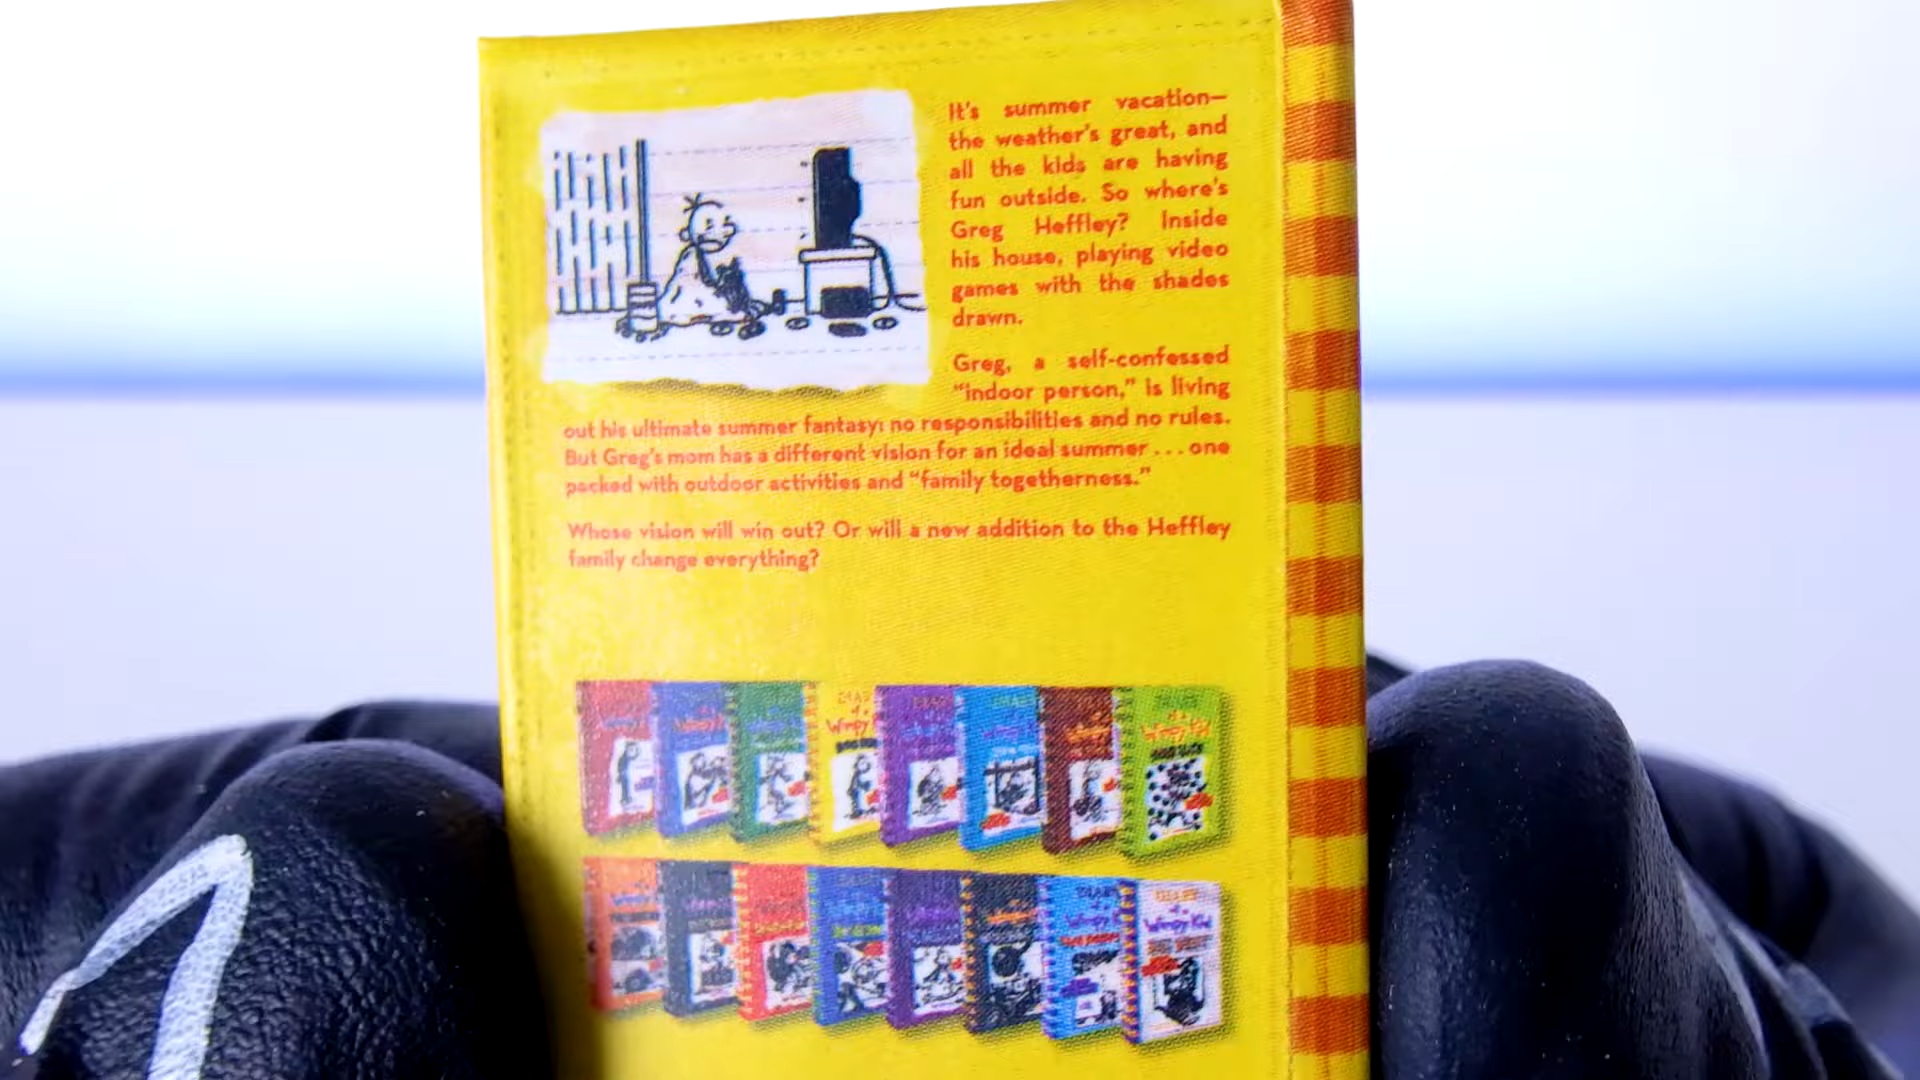 It's summer vacation—
the weather's great, and
all the kids are having
fun outside. So where's
Greg Heffley? Inside
his house, playing video
games with the shades
drawn.
Greg, a self-confessed
"indoor person," is living
out his ultimate summer fantasy: no responsibilities and no rules.
But Greg's mom has a different vision for an ideal summer . . . one
packed with outdoor activities and "family togetherness."
Whose vision will win out? Or will a new addition to the Heffley
family change everything?